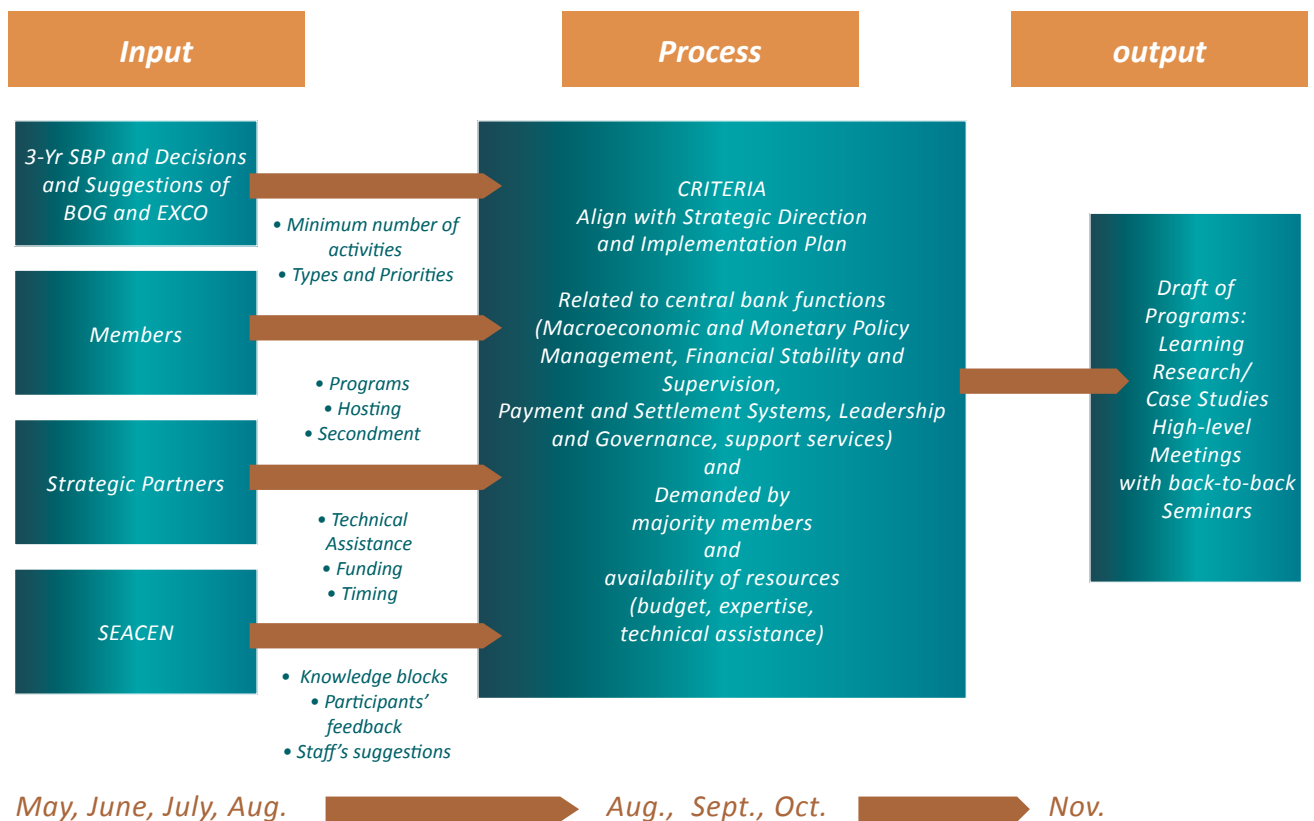 Input
Process
output
3-Yr SBP and Decisions
and Suggestions of
BOG and EXCO
• Minimum number of
activities
• Types and Priorities
Members
• Programs
• Hosting
• Secondment
Strategic Partners
• Technical
Assistance
• Funding
• Timing
SEACEN
• Knowledge blocks
• Participants’
feedback
• Staff’s suggestions
CRITERIA
Align with Strategic Direction
and Implementation Plan
Related to central bank functions
(Macroeconomic and Monetary Policy
Management, Financial Stability and
Supervision,
Payment and Settlement Systems, Leadership
and Governance, support services)
and
Demanded by
majority members
and
availability of resources
(budget, expertise,
technical assistance)
Draft of
Programs:
Learning
Research/
Case Studies
High-level
Meetings
with back-to-back
Seminars
May, June, July, Aug.
Aug., Sept., Oct.
Nov.